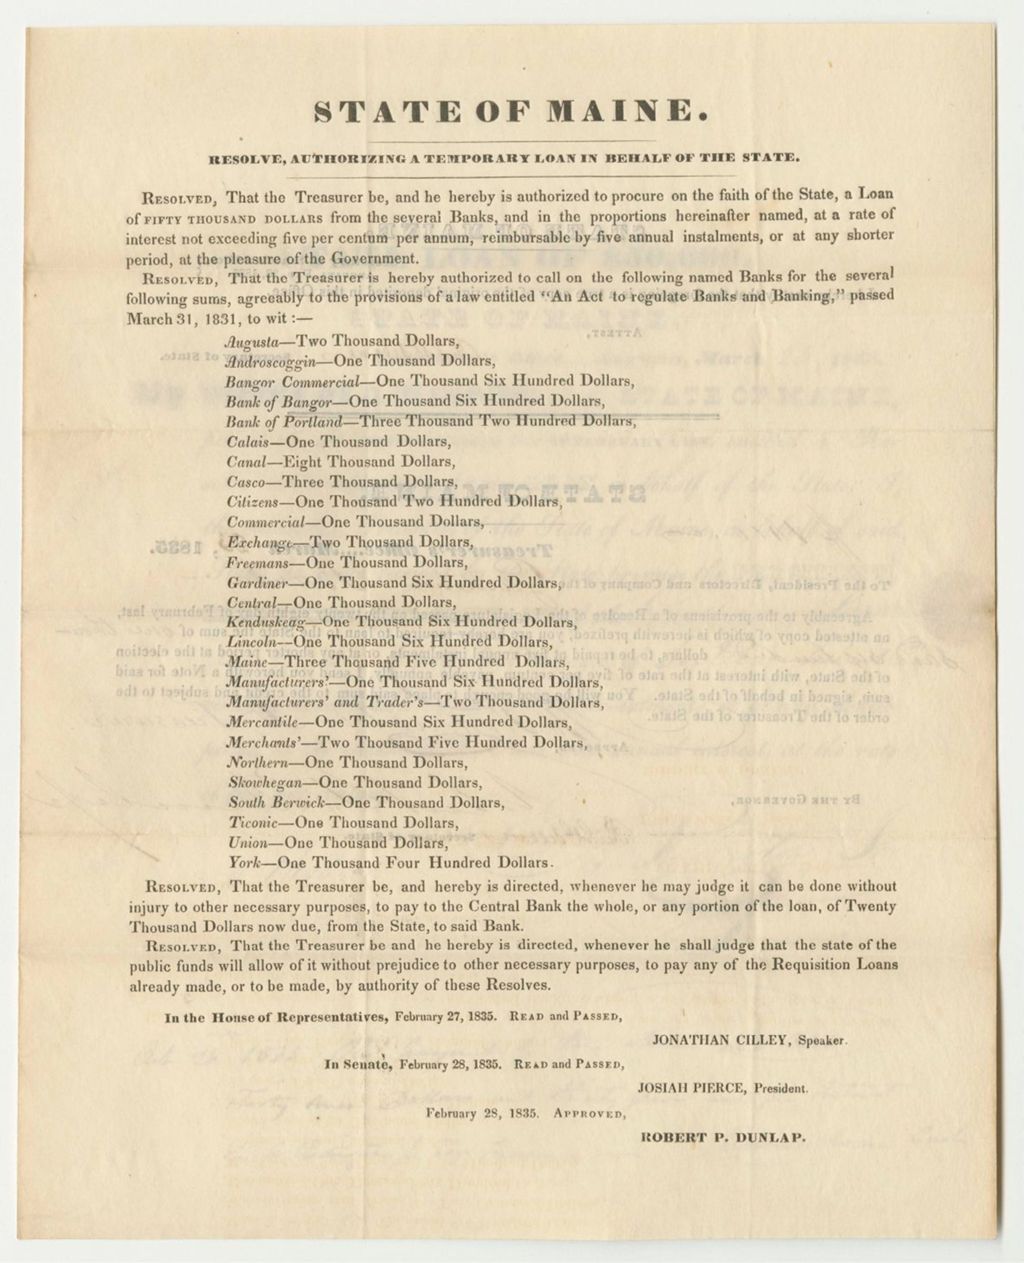 STATE OF MAINE.
RESOLVE, AUTHORIZING A TEMPORARY LOAN IN BEHALF OF THE STATE.
RESOLVED, That the Treasurer be, and he hereby is authorized to procure on the faith of the State, a Loan
of FIFTY THOUSAND DOLLARS from the several Banks, and in the proportions hereinafter named, at a rate of
interest not exceeding five per centum per annum, reimbursable by five annual instalments, or at any shorter
period, at the pleasure of the Government.
RESOLVED, That the Treasurer is hereby authorized to call on the following named Banks for the several
following sums, agreeably to the provisions of a law entitled "An Act to regulate Banks and Banking," passed
March 31, 1831, to wit :—
Augusta—Two Thousand Dollars,
Androscoggin—One Thousand Dollars,
Bangor Commercial—One Thousand Six Hundred Dollars,
Bank of Bangor—One Thousand Six Hundred Dollars,
Bank of Portland—Three Thousand Two Hundred Dollars,
Calais—One Thousand Dollars,
Canal—Eight Thousand Dollars,
Casco—Three Thousand Dollars,
Citizens—One Thousand Two Hundred Dollars,
Commercial—One Thousand Dollars,
Exchange—Two Thousand Dollars,
Freemans—One Thousand Dollars,
Gardiner—One Thousand Six Hundred Dollars,
Central—One Thousand Dollars,
Kenduskeag—One Thousand Six Hundred Dollars,
Lincoln—One Thousand Six Hundred Dollars,
Maine—Three Thousand Five Hundred Dollars,
Manufacturers'—One Thousand Six Hundred Dollars,
Manufacturers' and Trader's—Two Thousand Dollars,
Mercantile—One Thousand Six Hundred Dollars,
Merchants'—Two Thousand Five Hundred Dollars,
Northern—One Thousand Dollars,
Skowhegan—One Thousand Dollars,
South Berwick—One Thousand Dollars,
Ticonic—One Thousand Dollars,
Union—One Thousand Dollars,
York—One Thousand Four Hundred Dollars.
RESOLVED, That the Treasurer be, and hereby is directed, whenever he may judge it can be done without
injury to other necessary purposes, to pay to the Central Bank the whole, or any portion of the loan, of Twenty
Thousand Dollars now due, from the State, to said Bank.
RESOLVED, That the Treasurer be and he hereby is directed, whenever he shall judge that the state of the
public funds will allow of it without prejudice to other necessary purposes, to pay any of the Requisition Loans
already made, or to be made, by authority of these Resolves.
In the House of Representatives, February 27, 1835. READ and PASSED,
JONATHAN CILLEY, Speaker.
In Senate, February 28, 1835. READ and PASSED,
JOSIAH PIERCE, President.
February 28, 1835. APPROVED,
ROBERT P. DUNLAP.